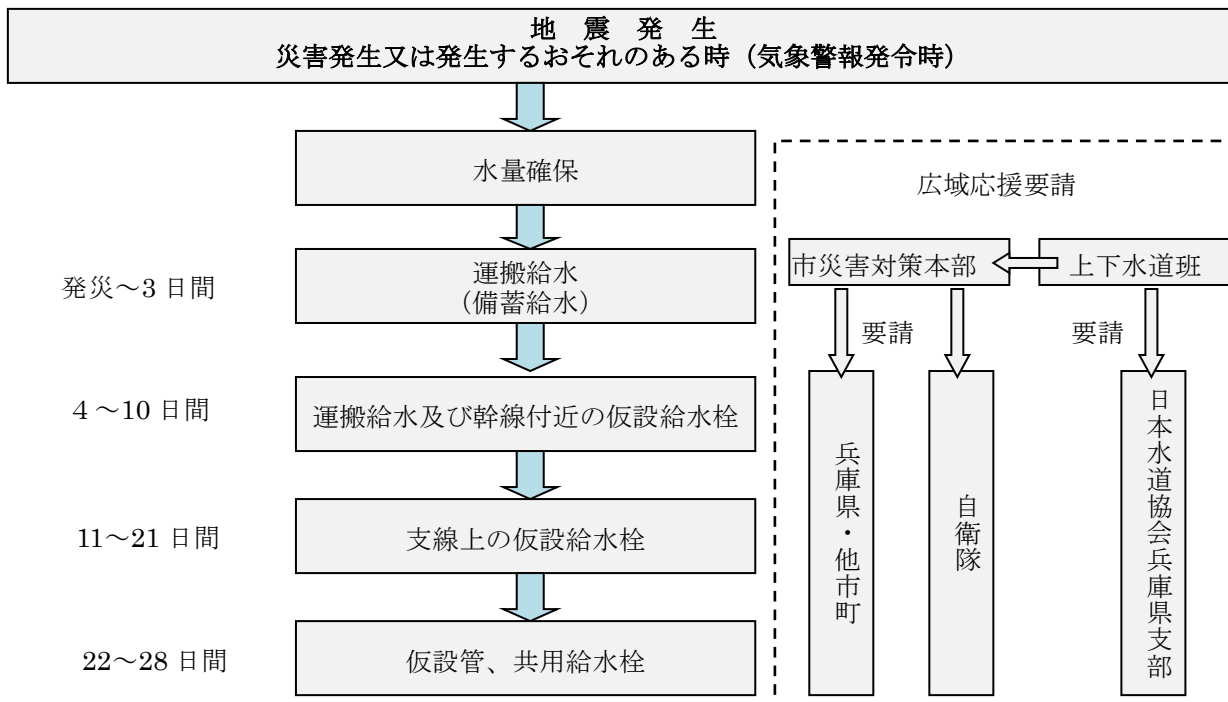 地　震　発　生
災害発生又は発生するおそれのある時（気象警報発令時）
水量確保
発災～3 日間
運搬給水
（備蓄給水）
4～10 日間
運搬給水及び幹線付近の仮設給水栓
11～21 日間
支線上の仮設給水栓
22～28 日間
仮設管、共用給水栓
広域応援要請
市災害対策本部
上下水道班
要請
要請
兵庫県・他市町
自衛隊
日本水道協会兵庫県支部